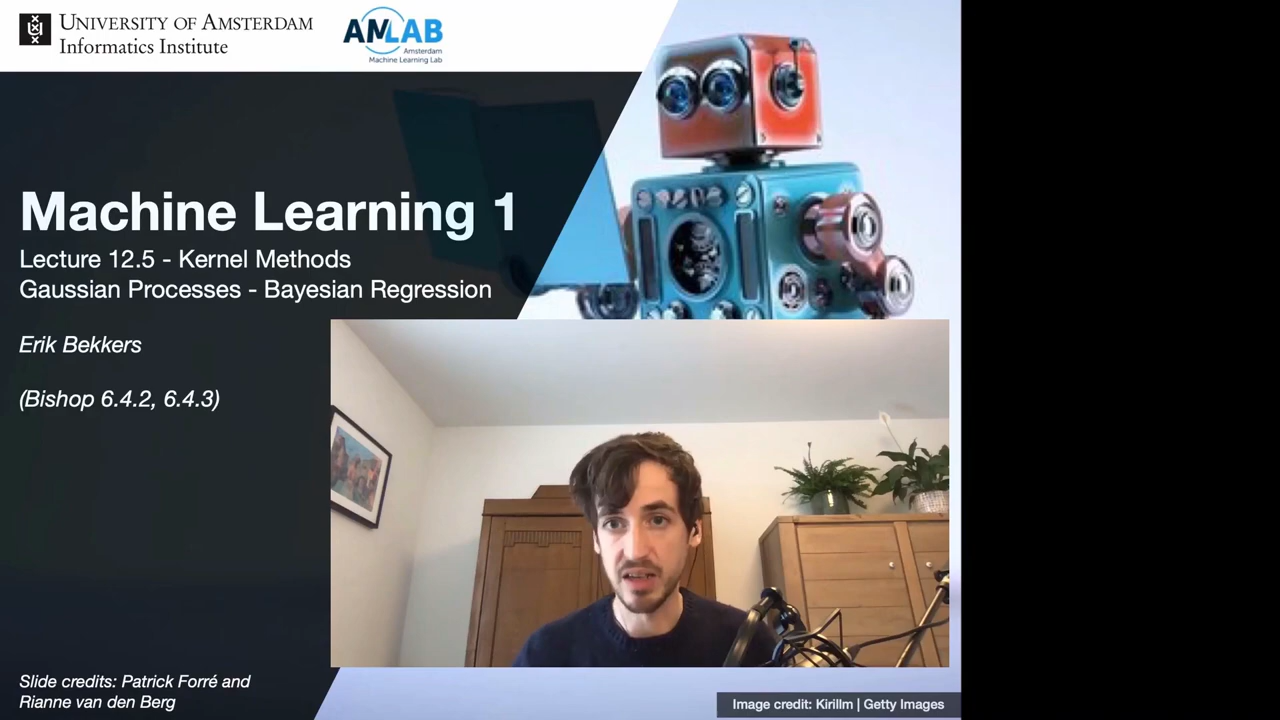 UNIVERSITY OF AMSTERDAM
Informatics Institute
AMLAB
Amsterdam
Machine Learning Lab
Machine Learning 1
Lecture 12.5 - Kernel Methods
Gaussian Processes - Bayesian Regression
Erik Bekkers
(Bishop 6.4.2, 6.4.3)
Slide credits: Patrick Forré and
Rianne van den Berg
Image credit: Kirillm | Getty Images